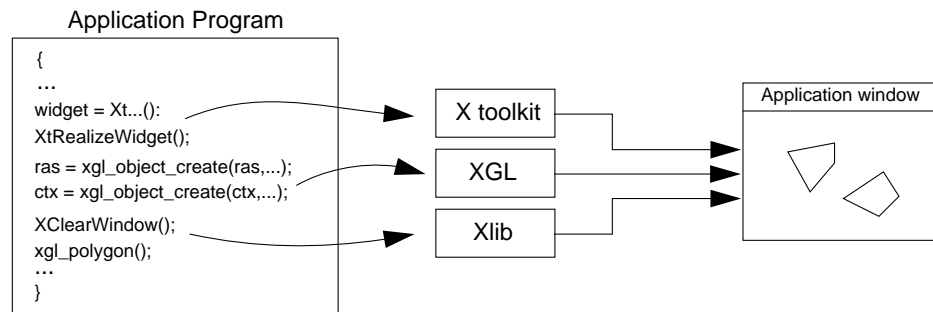 Application Program
{
...
widget = Xt...():
XtRealizeWidget();
ras = xgl_object_create(ras,...);
ctx = xgl_object_create(ctx,...);
XClearWindow();
xgl_polygon();
...
}
X toolkit
XGL
Xlib
Application window